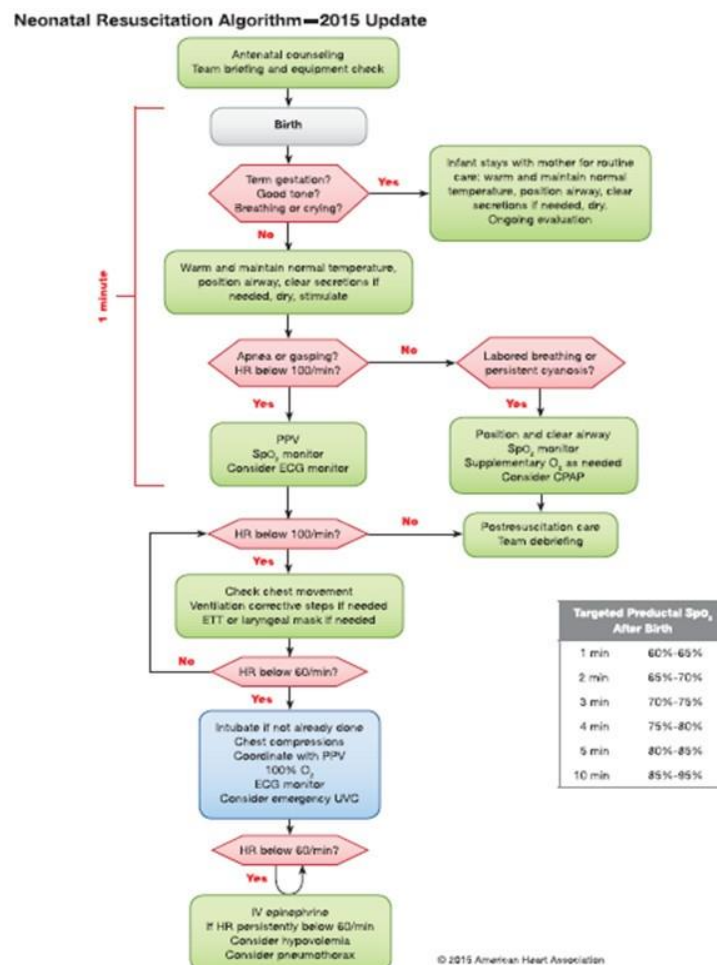 Neonatal Resuscitation Algorithm—2015 Update
Antenatal counseling
Team briefing and equipment check
Birth
1 minute
Term gestation?
Good tone?
Breathing or crying?
Yes
Infant stays with mother for routine
care: warm and maintain normal
temperature, position airway, clear
secretions if needed, dry.
Ongoing evaluation
No
Warm and maintain normal temperature,
position airway, clear secretions if
needed, dry, stimulate
Apnea or gasping?
HR below 100/min?
No
Labored breathing or
persistent cyanosis?
Yes
Yes
PPV
SpO₂ monitor
Consider ECG monitor
Position and clear airway
SpO₂ monitor
Supplementary O₂ as needed
Consider CPAP
HR below 100/min?
No
Postresuscitation care
Team debriefing
Yes
Check chest movement
Ventilation corrective steps if needed
ETT or laryngeal mask if needed
No
HR below 60/min?
Yes
Intubate if not already done
Chest compressions
Coordinate with PPV
100% O₂
ECG monitor
Consider emergency UVC
HR below 60/min?
Yes
IV epinephrine
If HR persistently below 60/min
Consider hypovolemia
Consider pneumothorax
Targeted Preductal SpO₂
After Birth
1 min 60%-65%
2 min 65%-70%
3 min 70%-75%
4 min 75%-80%
5 min 80%-85%
10 min 85%-95%
© 2015 American Heart Association